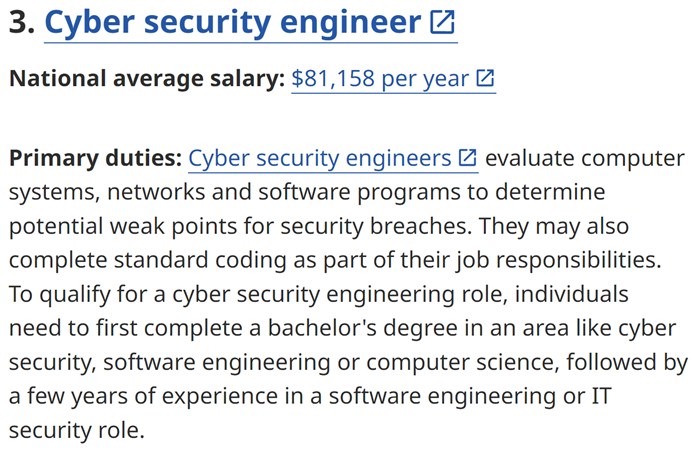 3. Cyber security engineer
National average salary: $81,158 per year
Primary duties: Cyber security engineers evaluate computer
systems, networks and software programs to determine
potential weak points for security breaches. They may also
complete standard coding as part of their job responsibilities.
To qualify for a cyber security engineering role, individuals
need to first complete a bachelor's degree in an area like cyber
security, software engineering or computer science, followed by
a few years of experience in a software engineering or IT
security role.